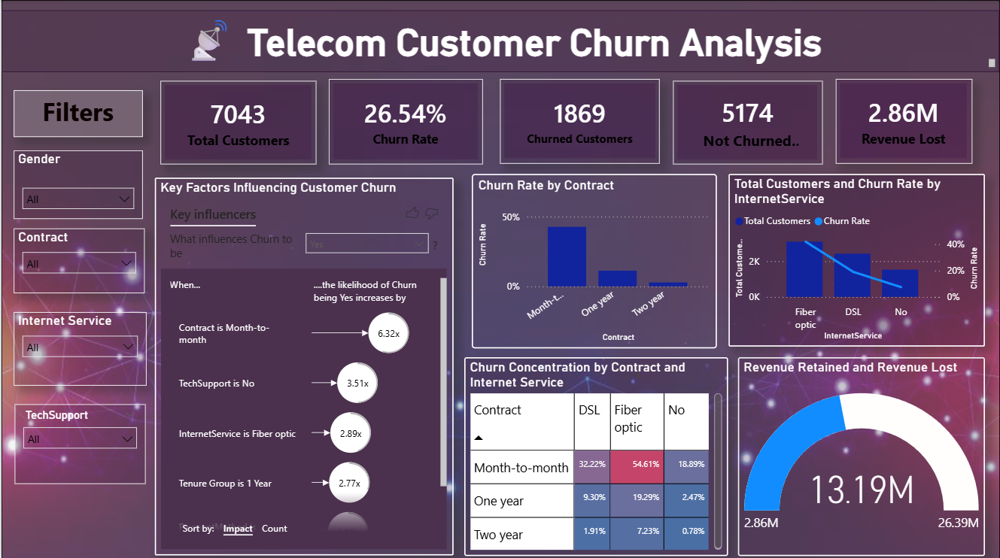 Telecom Customer Churn Analysis
Filters
7043
Total Customers
26.54%
Churn Rate
1869
Churned Customers
5174
Not Churned..
2.86M
Revenue Lost
Gender
All
Contract
All
Internet Service
All
TechSupport
All
Key Factors Influencing Customer Churn
Key influencers
What influences Churn to
be
Yes
?
When...
....the likelihood of Churn
being Yes increases by
Contract is Month-to-
month
6.32x
TechSupport is No
3.51x
InternetService is Fiber optic
2.89x
Tenure Group is 1 Year
2.77x
Sort by:
Impact
Count
Churn Rate by Contract
Churn Rate
50%
0%
Month-t...
One year
Two year
Contract
Total Customers and Churn Rate by
InternetService
Total Customers
Churn Rate
Total Custome...
2K
0K
40%
20%
0%
Churn Rate
Fiber
optic
DSL
No
InternetService
Churn Concentration by Contract and
Internet Service
Contract DSL Fiber No
optic
Month-to-month 32.22% 54.61% 18.89%
One year 9.30% 19.29% 2.47%
Two year 1.91% 7.23% 0.78%
Revenue Retained and Revenue Lost
13.19M
2.86M
26.39M